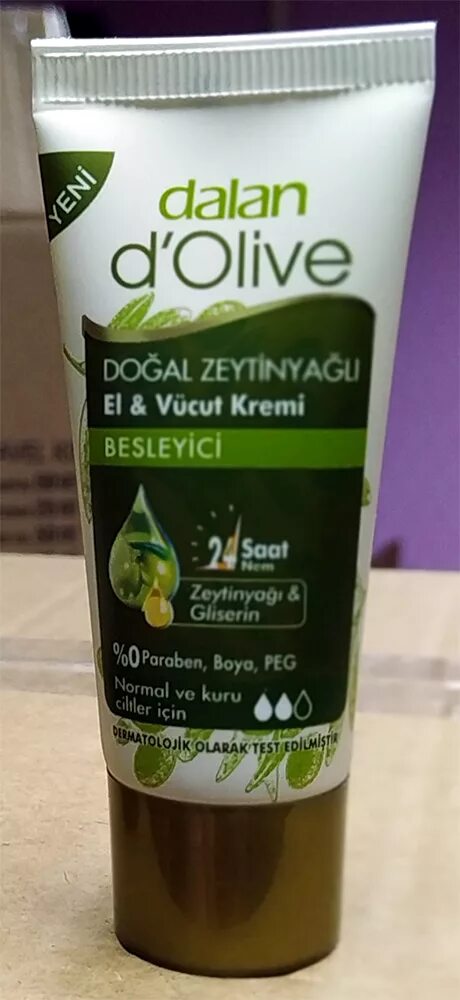 YENİ
dalan
d'Olive
DOĞAL ZEYTİNYAĞLI
El & Vücut Kremi
BESLEYİCİ
24 Saat
Nem
Zeytinyağı &
Gliserin
%0 Paraben, Boya, PEG
Normal ve kuru
ciltler için
DERMATOLOJİK OLARAK TEST EDİLMİŞTİR